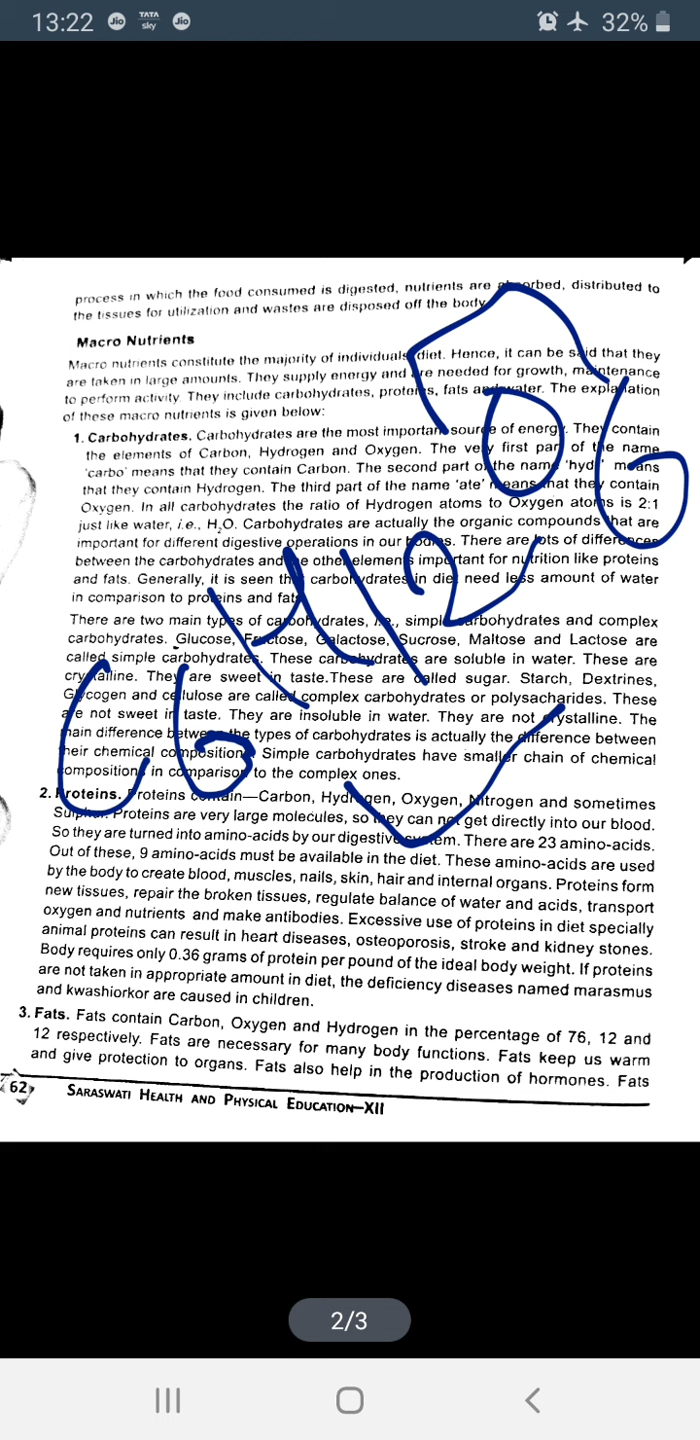 13:22 Jio TATA sky Jio 32%
process in which the food consumed is digested, nutrients are absorbed, distributed to
the tissues for utilization and wastes are disposed off the body
Macro Nutrients
Macro nutrients constitute the majority of individuals diet. Hence, it can be said that they
are taken in large amounts. They supply energy and are needed for growth, maintenance
to perform activity. They include carbohydrates, proteins, fats and water. The explanation
of these macro nutrients is given below:
1. Carbohydrates. Carbohydrates are the most important source of energy. They contain
the elements of Carbon, Hydrogen and Oxygen. The very first part of the name
'carbo' means that they contain Carbon. The second part of the name 'hyd' means
that they contain Hydrogen. The third part of the name 'ate' means that they contain
Oxygen. In all carbohydrates the ratio of Hydrogen atoms to Oxygen atoms is 2:1
just like water, i.e., H₂O. Carbohydrates are actually the organic compounds that are
important for different digestive operations in our bodies. There are lots of differences
between the carbohydrates and the other elements important for nutrition like proteins
and fats. Generally, it is seen that carbohydrates in diet need less amount of water
in comparison to proteins and fats
There are two main types of carbohydrates, i.e., simple carbohydrates and complex
carbohydrates. Glucose, Fructose, Galactose, Sucrose, Maltose and Lactose are
called simple carbohydrates. These carbohydrates are soluble in water. These are
crystalline. They are sweet in taste.These are called sugar. Starch, Dextrines,
Glycogen and cellulose are called complex carbohydrates or polysacharides. These
are not sweet in taste. They are insoluble in water. They are not crystalline. The
main difference between the types of carbohydrates is actually the difference between
their chemical compositions. Simple carbohydrates have smaller chain of chemical
compositions in comparison to the complex ones.
C6 H12 O6
2. Proteins. Proteins contain—Carbon, Hydrogen, Oxygen, Nitrogen and sometimes
Sulphur. Proteins are very large molecules, so they can not get directly into our blood.
So they are turned into amino-acids by our digestive system. There are 23 amino-acids.
Out of these, 9 amino-acids must be available in the diet. These amino-acids are used
by the body to create blood, muscles, nails, skin, hair and internal organs. Proteins form
new tissues, repair the broken tissues, regulate balance of water and acids, transport
oxygen and nutrients and make antibodies. Excessive use of proteins in diet specially
animal proteins can result in heart diseases, osteoporosis, stroke and kidney stones.
Body requires only 0.36 grams of protein per pound of the ideal body weight. If proteins
are not taken in appropriate amount in diet, the deficiency diseases named marasmus
and kwashiorkor are caused in children.
3. Fats. Fats contain Carbon, Oxygen and Hydrogen in the percentage of 76, 12 and
12 respectively. Fats are necessary for many body functions. Fats keep us warm
and give protection to organs. Fats also help in the production of hormones. Fats
62 SARASWATI HEALTH AND PHYSICAL EDUCATION—XII
2/3